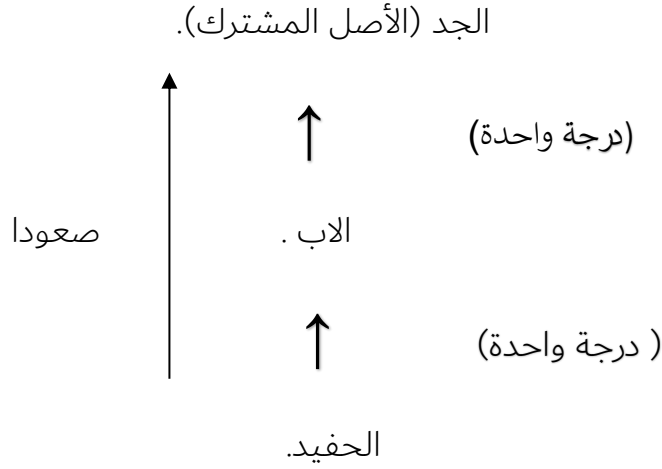 الجد (الأصل المشترك).
(درجة واحدة)
الاب .
صعودا
( درجة واحدة)
الحفيد.